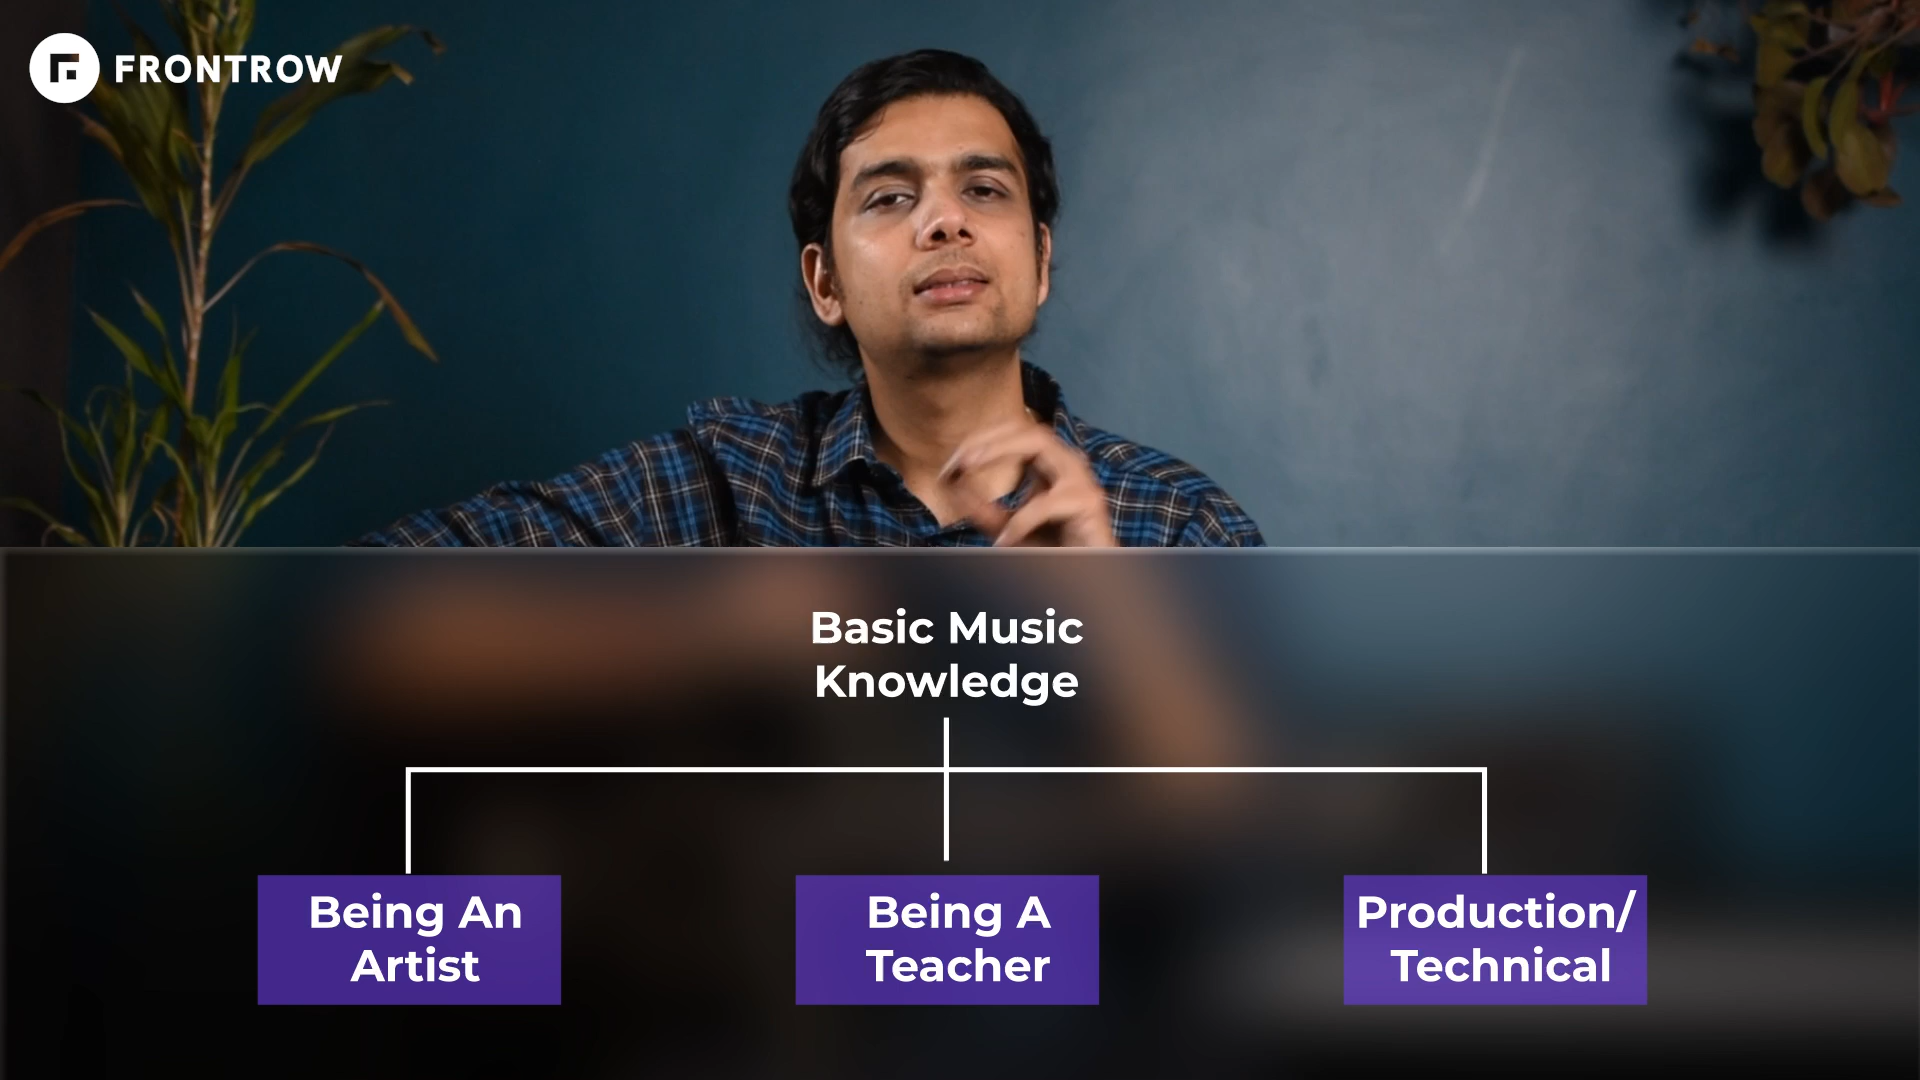 FRONTROW
Basic Music
Knowledge
Being An
Artist
Being A
Teacher
Production/
Technical